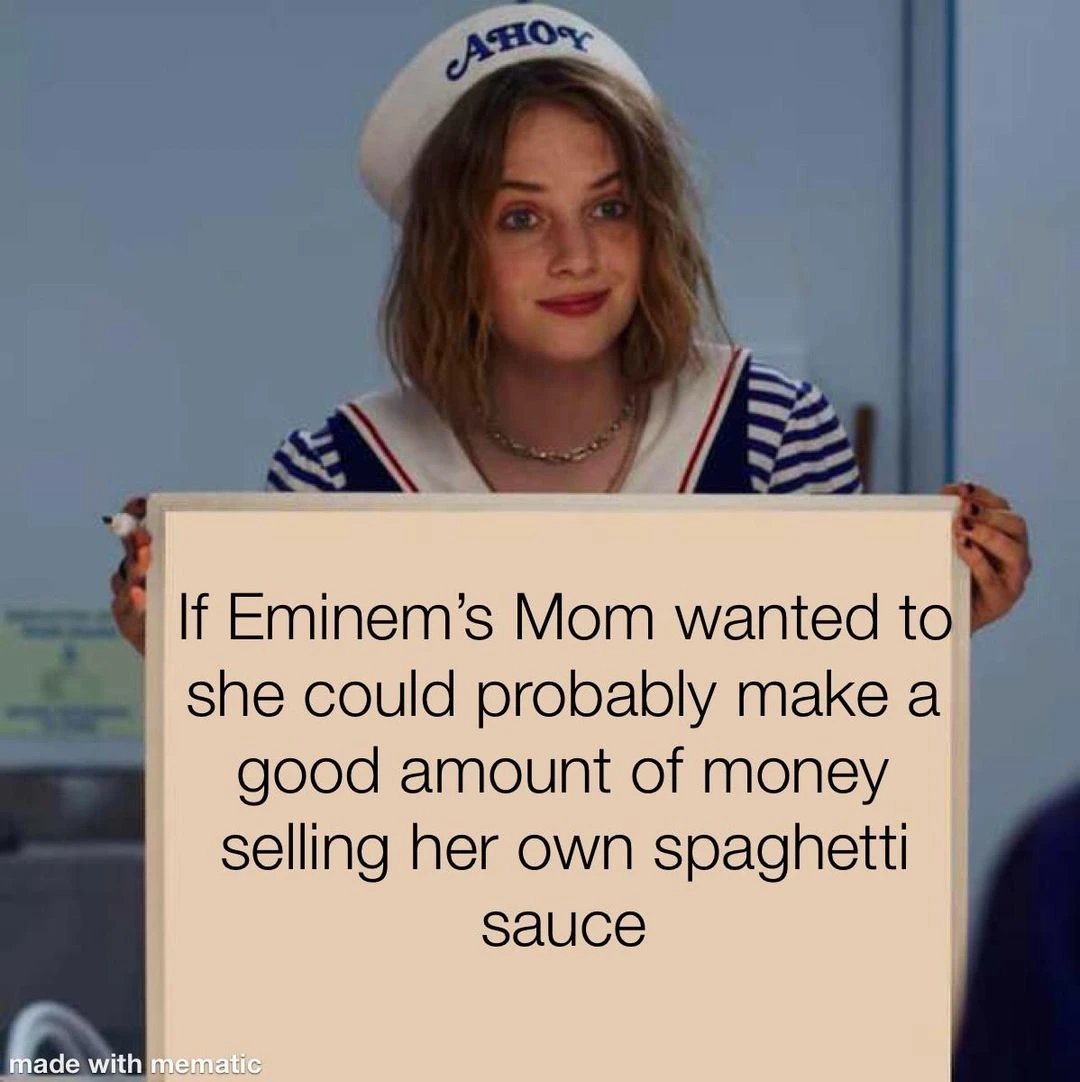 AHOY
If Eminem’s Mom wanted to
she could probably make a
good amount of money
selling her own spaghetti
sauce
made with mematic